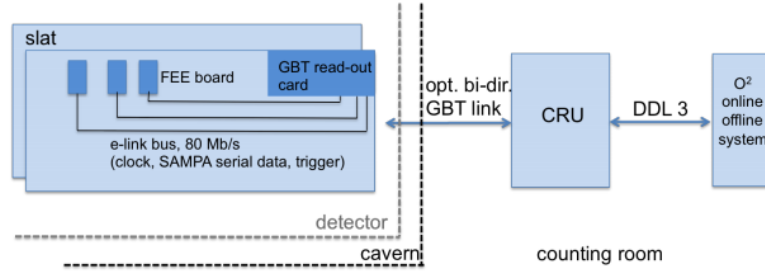 slat
FEE board
GBT read-out
card
e-link bus, 80 Mb/s
(clock, SAMPA serial data, trigger)
opt. bi-dir.
GBT link
CRU
DDL 3
O²
online
offline
system
detector
cavern
counting room